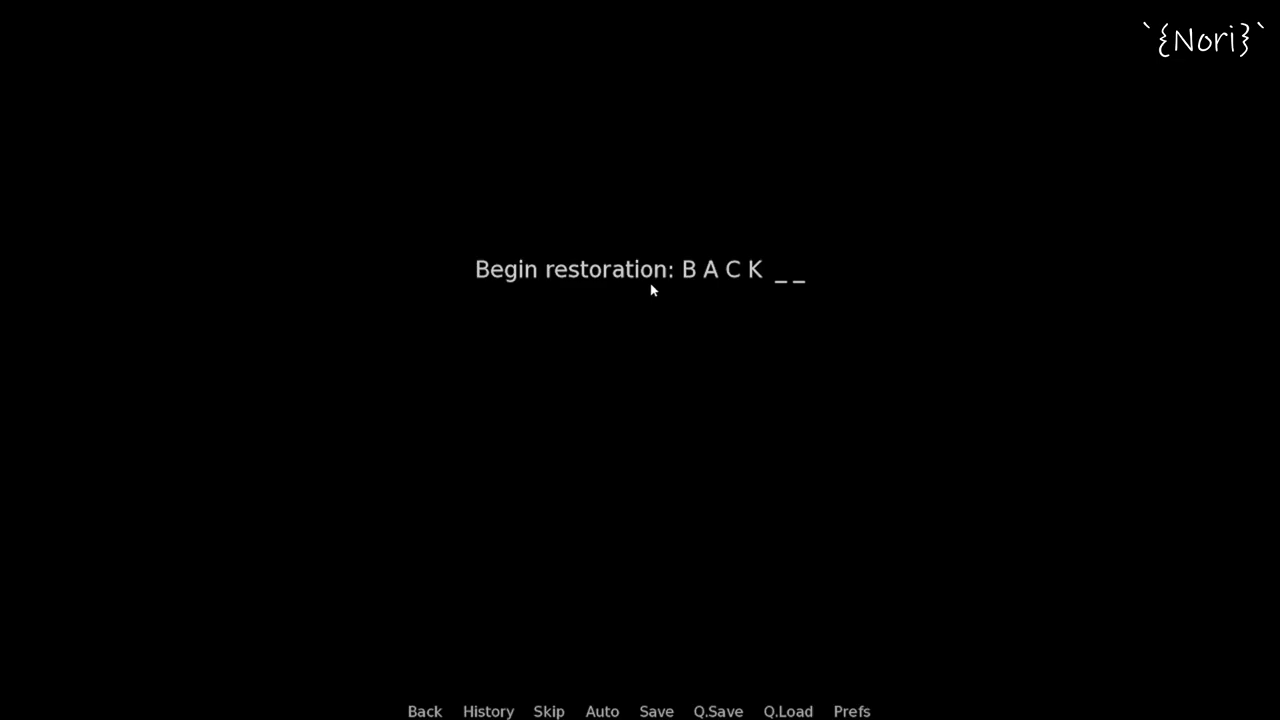 `{Nori}`
Begin restoration: B A C K _ _
Back History Skip Auto Save Q.Save Q.Load Prefs